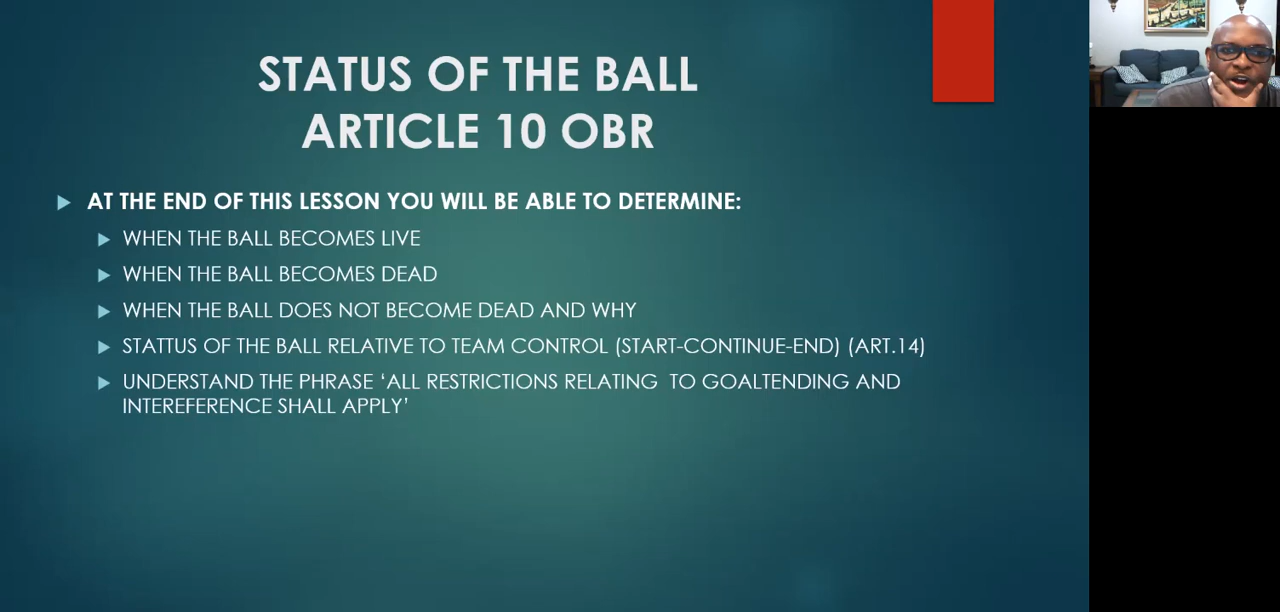 STATUS OF THE BALL
ARTICLE 10 OBR
AT THE END OF THIS LESSON YOU WILL BE ABLE TO DETERMINE:
WHEN THE BALL BECOMES LIVE
WHEN THE BALL BECOMES DEAD
WHEN THE BALL DOES NOT BECOME DEAD AND WHY
STATTUS OF THE BALL RELATIVE TO TEAM CONTROL (START-CONTINUE-END) (ART.14)
UNDERSTAND THE PHRASE ‘ALL RESTRICTIONS RELATING TO GOALTENDING AND
INTEREFERENCE SHALL APPLY’